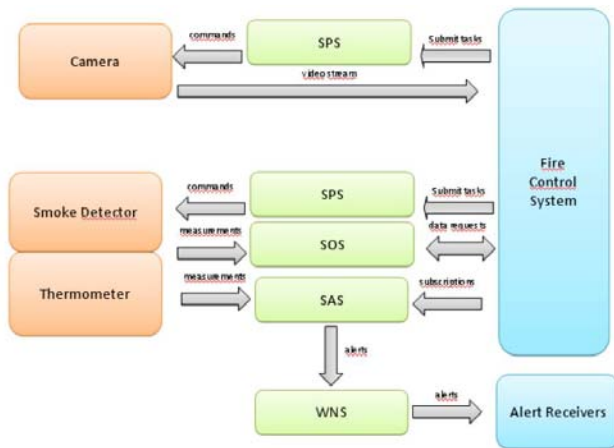 commands
SPS
Submit tasks
Camera
video stream
Fire
Control
System
commands
SPS
Submit tasks
Smoke Detector
measurements
SOS
data requests
measurements
Thermometer
SAS
subscriptions
alerts
WNS
alerts
Alert Receivers